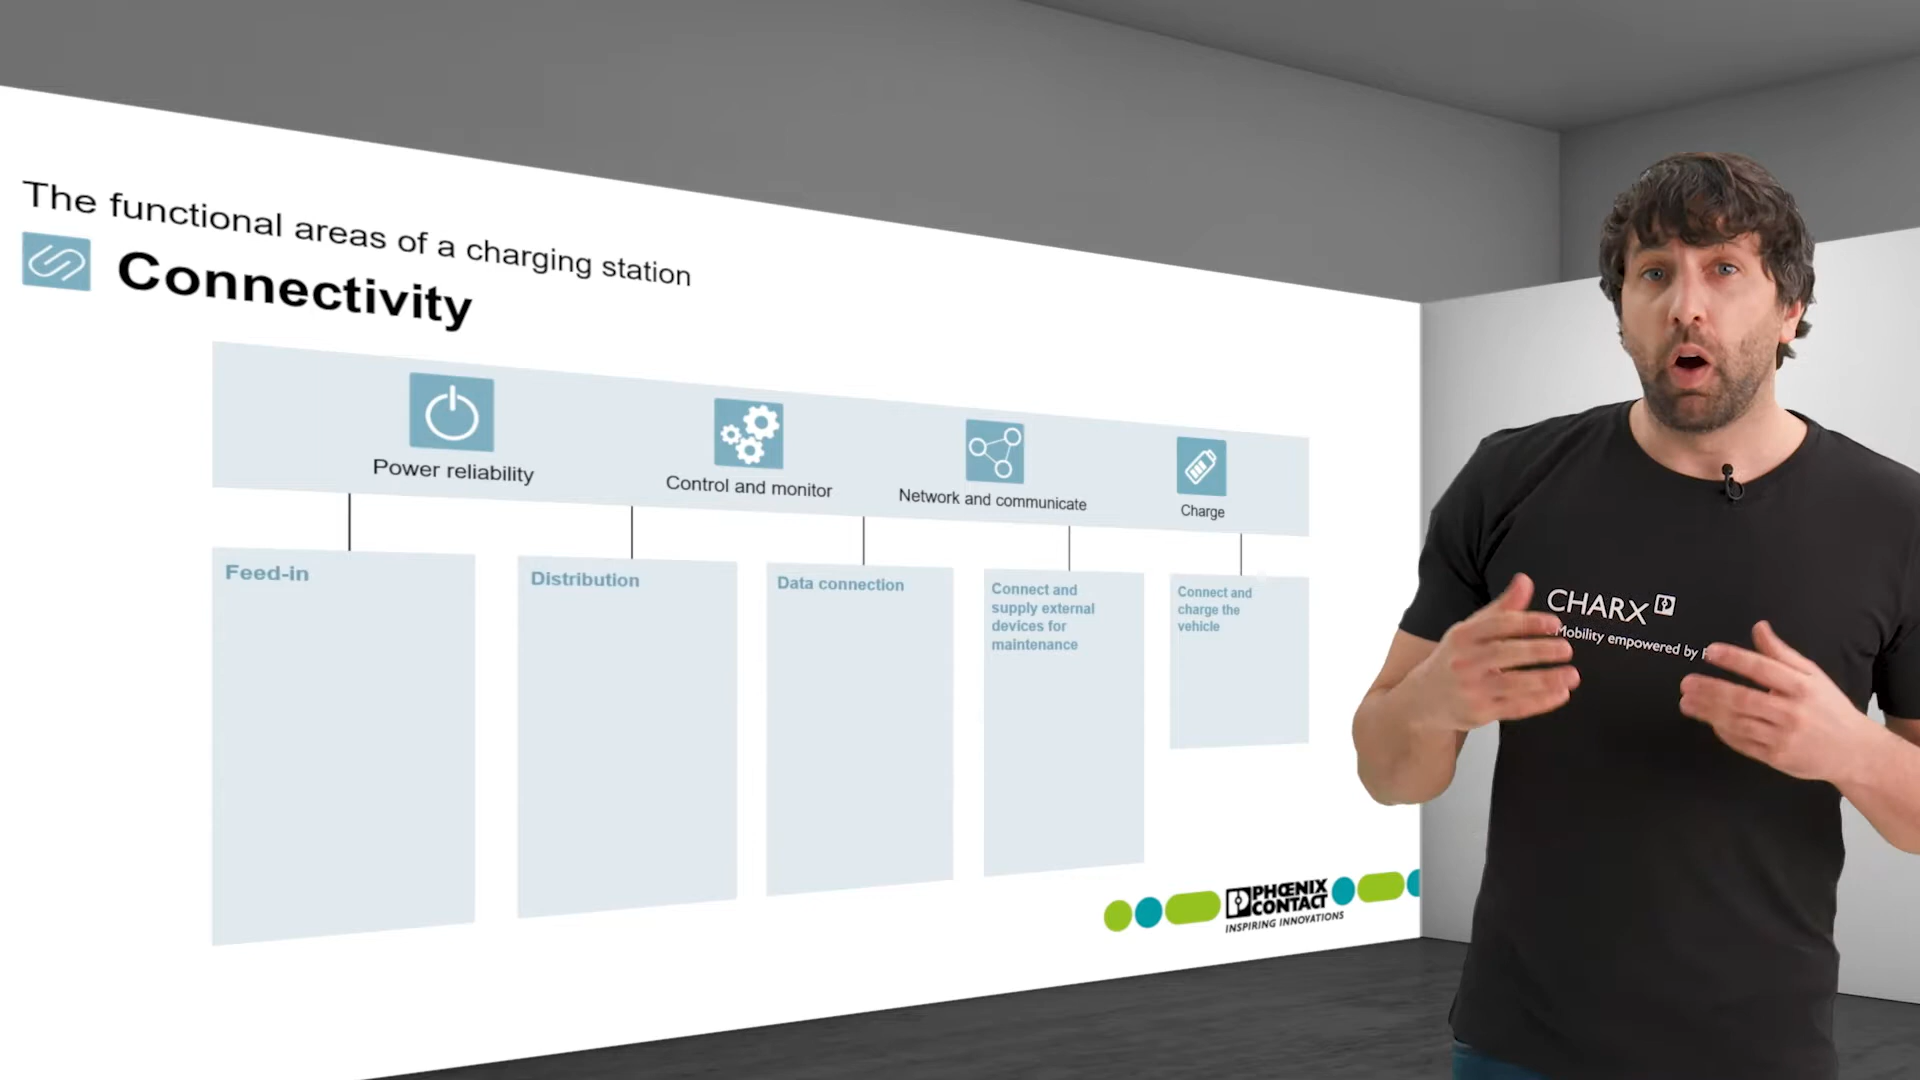 The functional areas of a charging station
Connectivity
Power reliability
Control and monitor
Network and communicate
Charge
Feed-in
Distribution
Data connection
Connect and
supply external
devices for
maintenance
Connect and
charge the
vehicle
PHŒNIX
CONTACT
INSPIRING INNOVATIONS
CHARX
Mobility empowered by